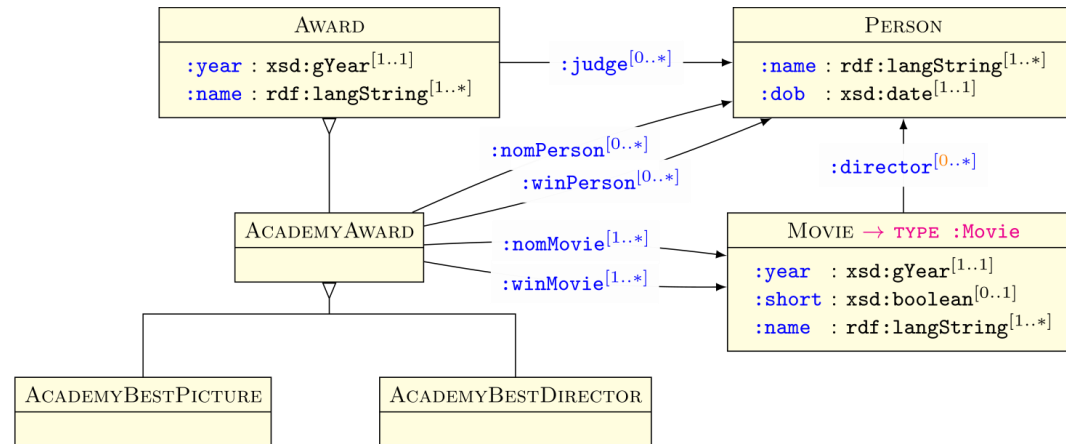 AWARD
:year : xsd:gYear[1..1]
:name : rdf:langString[1..*]
:judge[0..*]
PERSON
:name : rdf:langString[1..*]
:dob : xsd:date[1..1]
:nomPerson[0..*]
:winPerson[0..*]
:director[0..*]
ACADEMYAWARD
:nomMovie[1..*]
:winMovie[1..*]
MOVIE → TYPE :Movie
:year : xsd:gYear[1..1]
:short : xsd:boolean[0..1]
:name : rdf:langString[1..*]
ACADEMYBESTPICTURE
ACADEMYBESTDIRECTOR